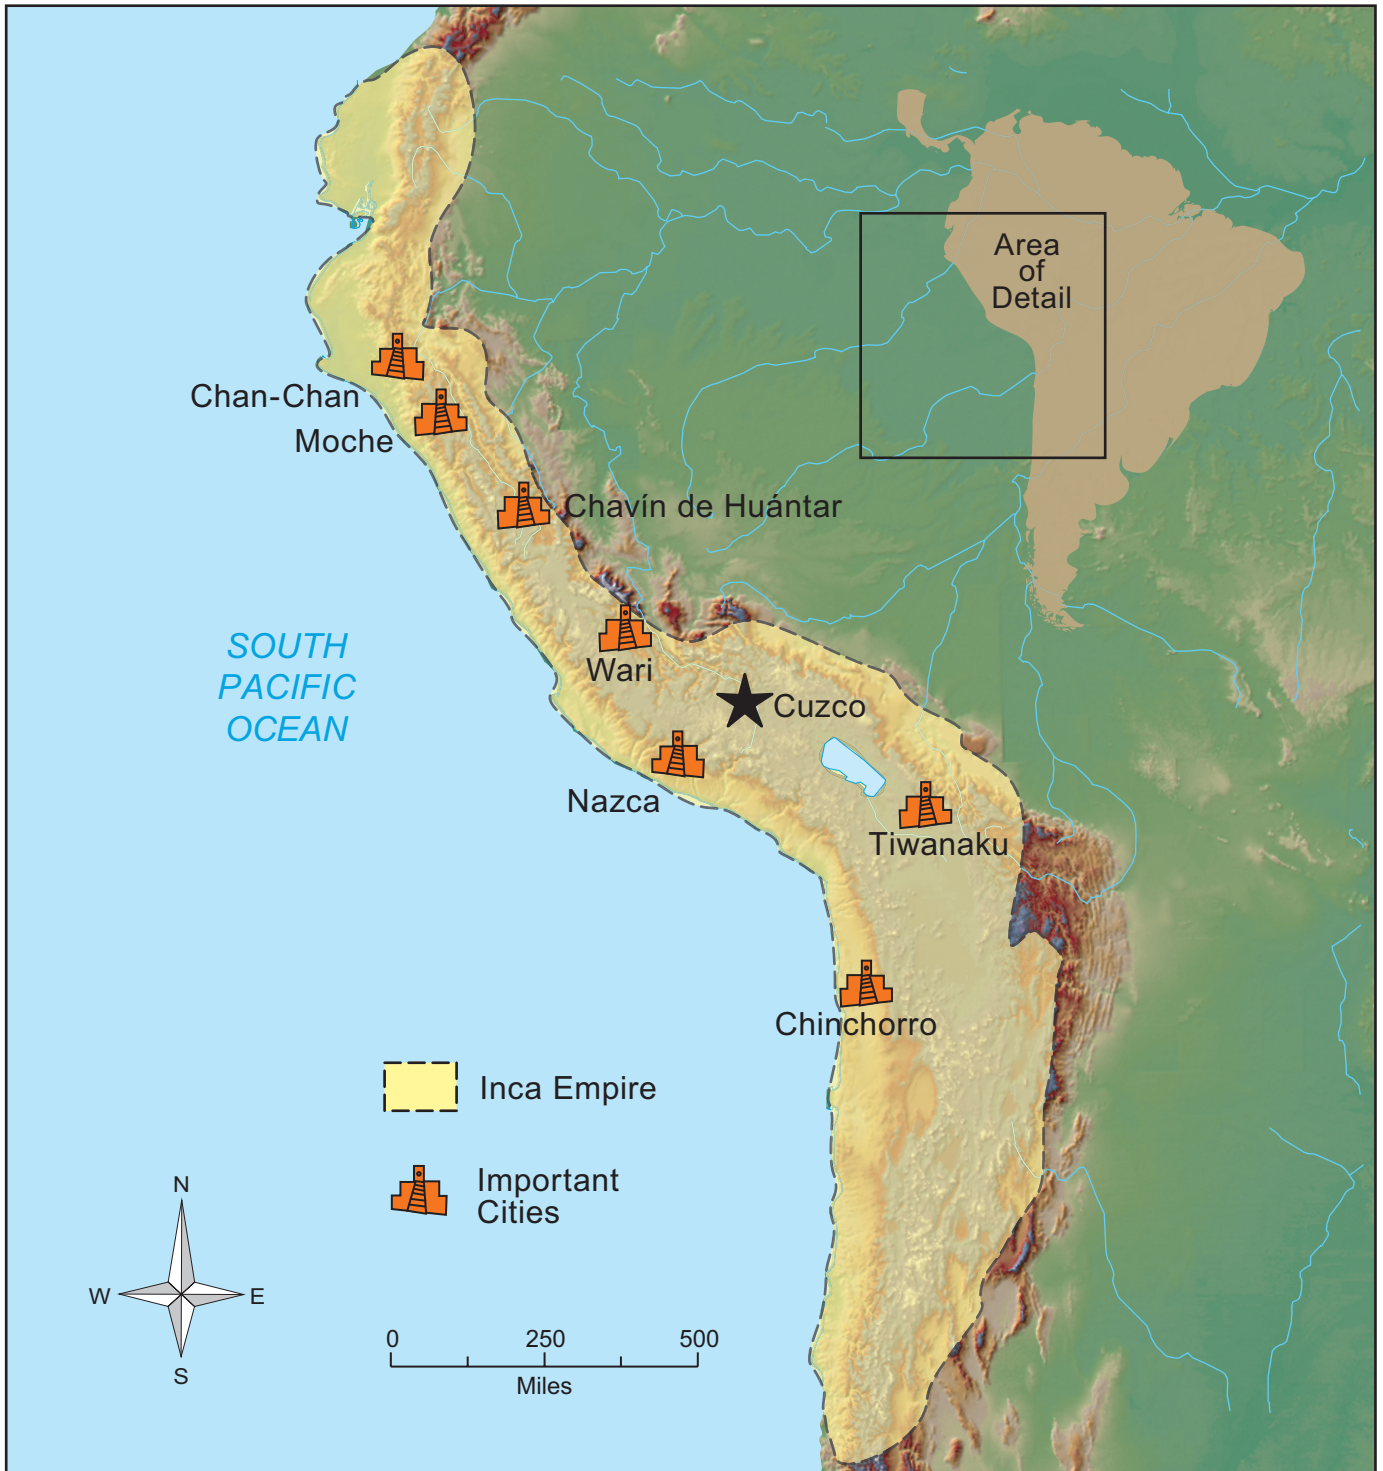 Area
of
Detail
Chan-Chan
Moche
Chavín de Huántar
SOUTH
PACIFIC
OCEAN
Wari
Cuzco
Nazca
Tiwanaku
Chinchorro
Inca Empire
Important
Cities
N
W E
S
0 250 500
Miles